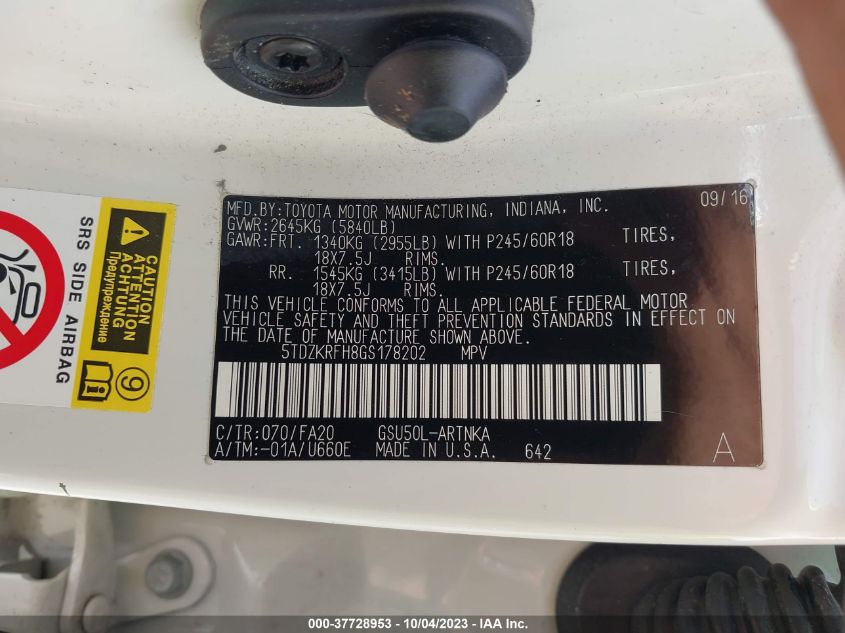 MFD.BY:TOYOTA MOTOR MANUFACTURING, INDIANA, INC. 09/16
GVWR:2645KG (5840LB)
GAWR:FRT. 1340KG (2955LB) WITH P245/60R18 TIRES,
18X7.5J RIMS.
RR. 1545KG (3415LB) WITH P245/60R18 TIRES,
18X7.5J RIMS.
THIS VEHICLE CONFORMS TO ALL APPLICABLE FEDERAL MOTOR
VEHICLE SAFETY AND THEFT PREVENTION STANDARDS IN EFFECT ON
THE DATE OF MANUFACTURE SHOWN ABOVE.
5TDZKRFH8GS178202 MPV
C/TR:070/FA20 GSU50L-ARTNKA
A/TM:-01A/U660E MADE IN U.S.A. 642 A
SRS SIDE AIRBAG
CAUTION
ATTENTION
ACHTUNG
Предупреждение
9
000-37728953 - 10/04/2023 - IAA Inc.